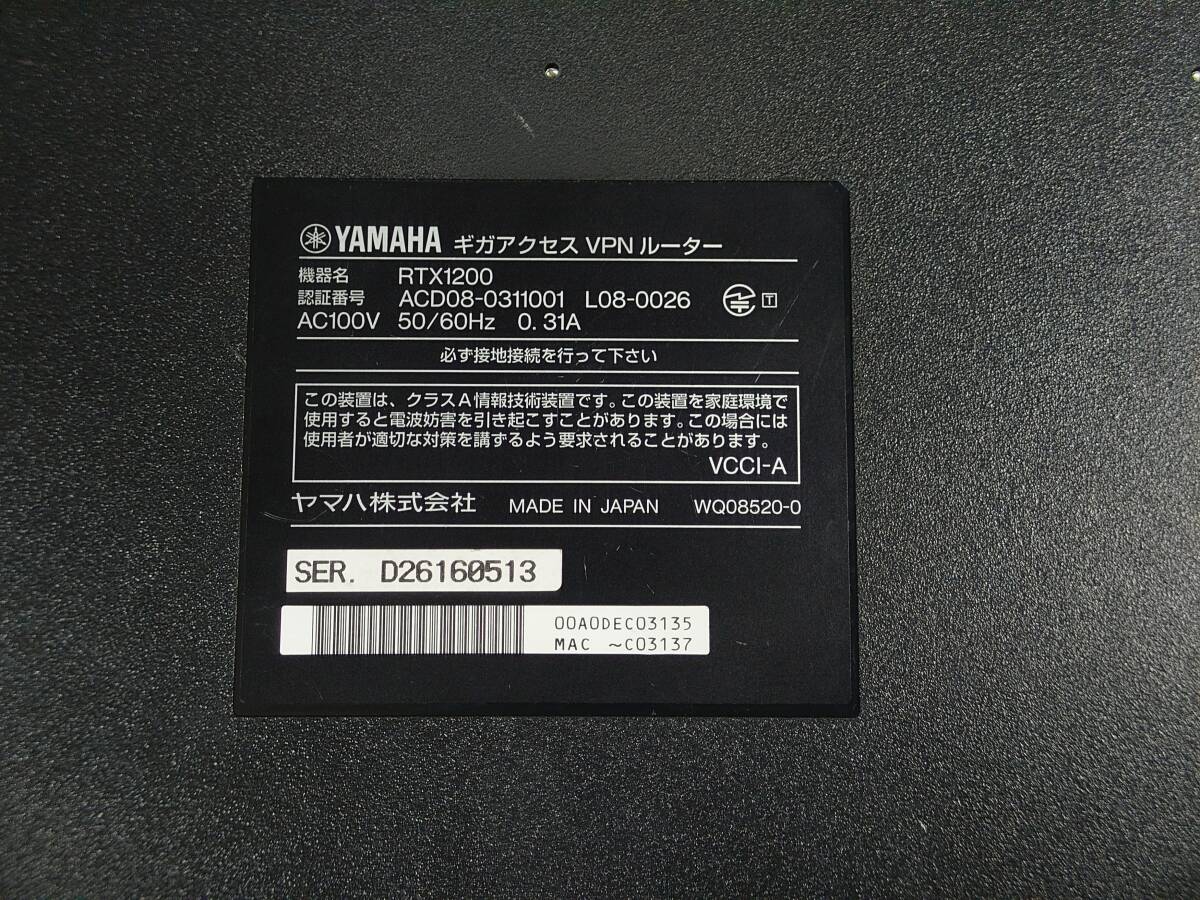 YAMAHA ギガアクセス VPN ルーター
機器名 RTX1200
認証番号 ACD08-0311001 L08-0026 T
AC100V 50/60Hz 0.31A
必ず接地接続を行って下さい
この装置は、クラスA情報技術装置です。この装置を家庭環境で
使用すると電波妨害を引き起こすことがあります。この場合には
使用者が適切な対策を講ずるよう要求されることがあります。
VCCI-A
ヤマハ株式会社 MADE IN JAPAN WQ08520-0
SER. D26160513
00A0DEC03135
MAC ~C03137